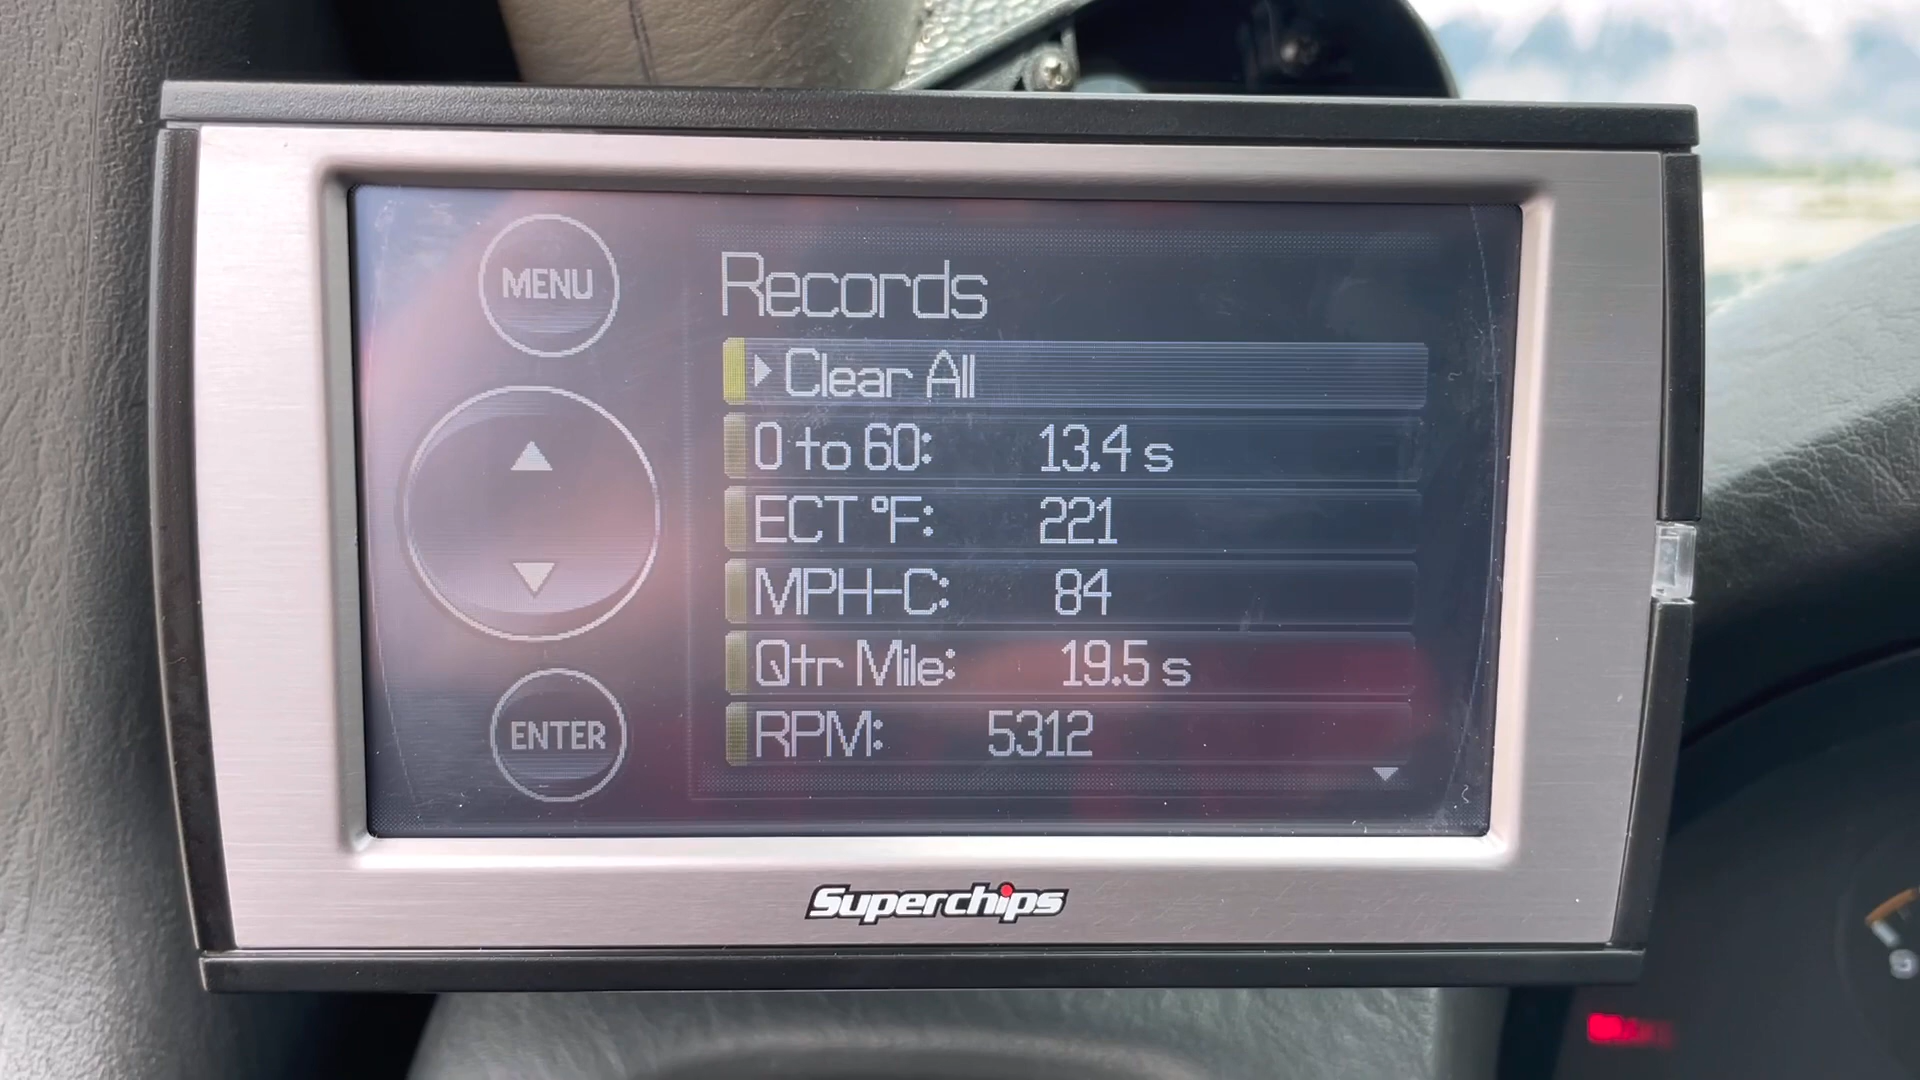 MENU
Records
Clear All
0 to 60: 13.4 s
ECT °F: 221
MPH-C: 84
Qtr Mile: 19.5 s
ENTER
RPM: 5312
Superchips